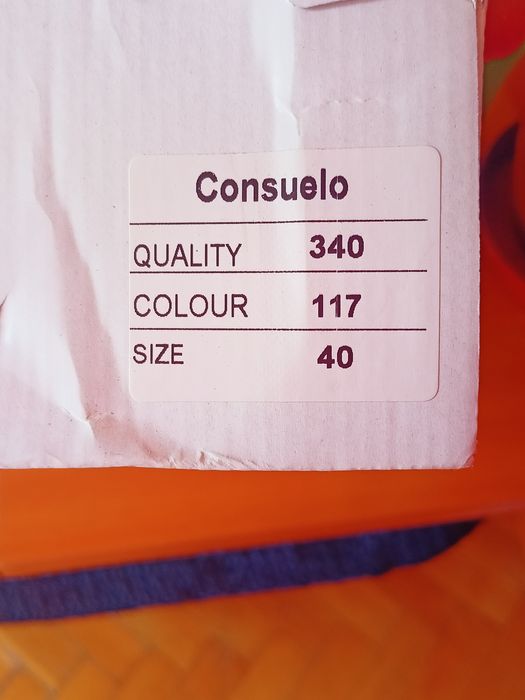 Consuelo
QUALITY 340
COLOUR 117
SIZE 40